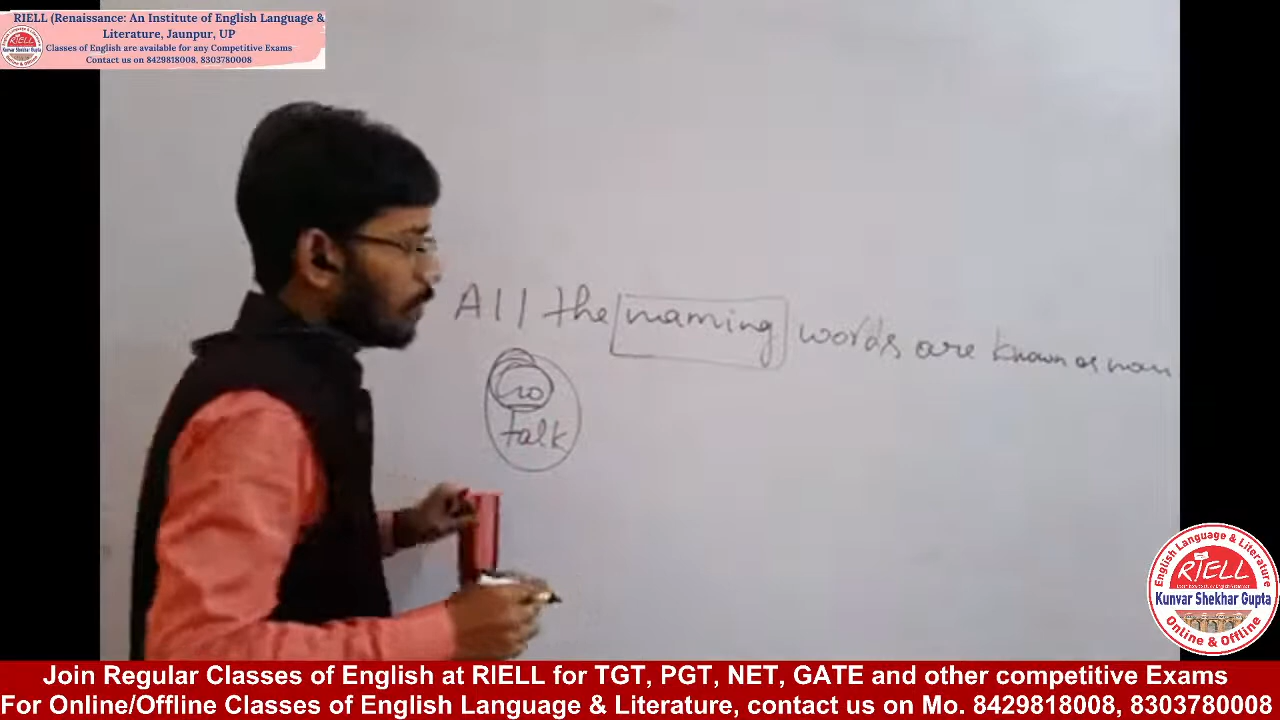 RIELL (Renaissance: An Institute of English Language &
Literature, Jaunpur, UP
Classes of English are available for any Competitive Exams
Contact us on 8429818008, 8303780008
RIELL
All the naming words are known as noun
Go
Talk
English Language & Literature
RIELL
Kunvar Shekhar Gupta
Online & Offline
Join Regular Classes of English at RIELL for TGT, PGT, NET, GATE and other competitive Exams
For Online/Offline Classes of English Language & Literature, contact us on Mo. 8429818008, 8303780008